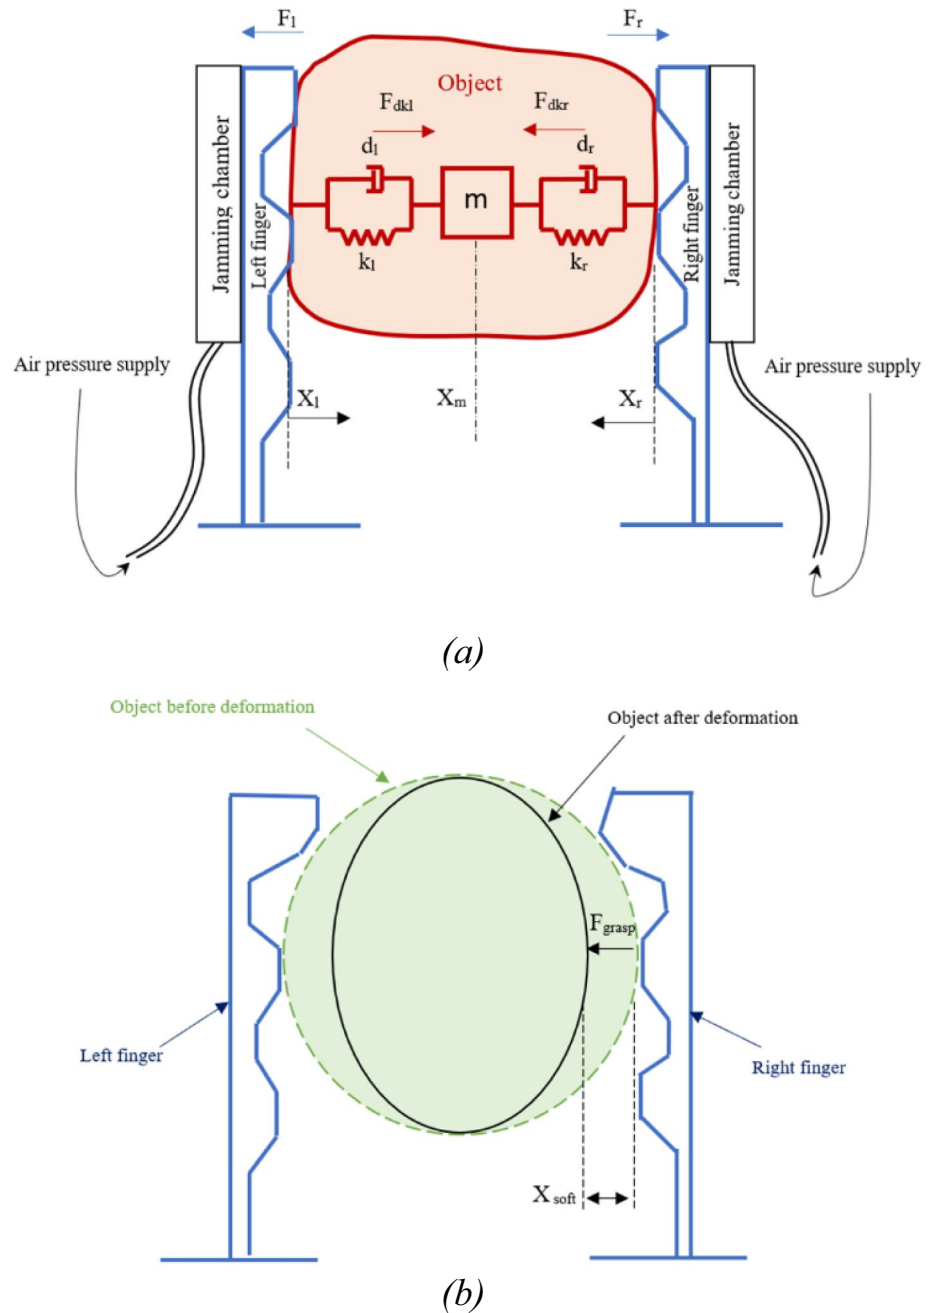 F_l
F_r
Object
F_dkl
F_dkr
d_l
d_r
m
k_l
k_r
Jamming chamber
Left finger
Right finger
Jamming chamber
Air pressure supply
Air pressure supply
X_l
X_m
X_r
(a)
Object before deformation
Object after deformation
F_grasp
Left finger
Right finger
X_soft
(b)